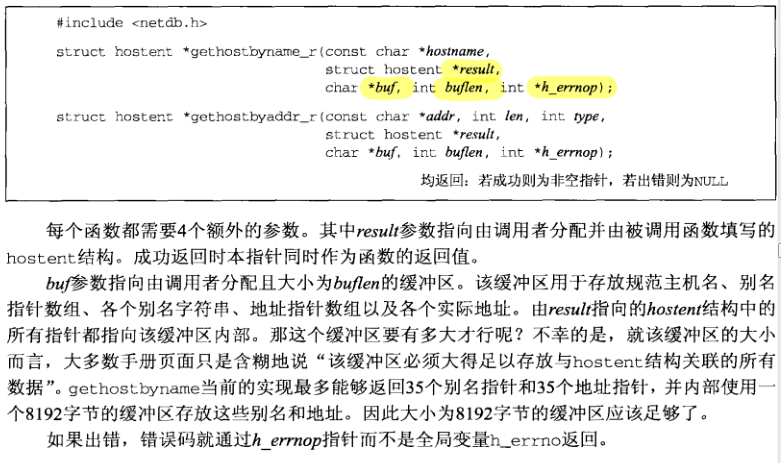 #include <netdb.h>
struct hostent *gethostbyname_r(const char *hostname,
struct hostent *result,
char *buf, int buflen, int *h_errnop);
struct hostent *gethostbyaddr_r(const char *addr, int len, int type,
struct hostent *result,
char *buf, int buflen, int *h_errnop);
均返回：若成功则为非空指针，若出错则为NULL
每个函数都需要4个额外的参数。其中result参数指向由调用者分配并由被调用函数填写的
hostent结构。成功返回时本指针同时作为函数的返回值。
buf参数指向由调用者分配且大小为buflen的缓冲区。该缓冲区用于存放规范主机名、别名
指针数组、各个别名字符串、地址指针数组以及各个实际地址。由result指向的hostent结构中的
所有指针都指向该缓冲区内部。那这个缓冲区要有多大才行呢？不幸的是，就该缓冲区的大小
而言，大多数手册页面只是含糊地说“该缓冲区必须大得足以存放与hostent结构关联的所有
数据”。gethostbyname当前的实现最多能够返回35个别名指针和35个地址指针，并内部使用一
个8192字节的缓冲区存放这些别名和地址。因此大小为8192字节的缓冲区应该足够了。
如果出错，错误码就通过h_errnop指针而不是全局变量h_errno返回。